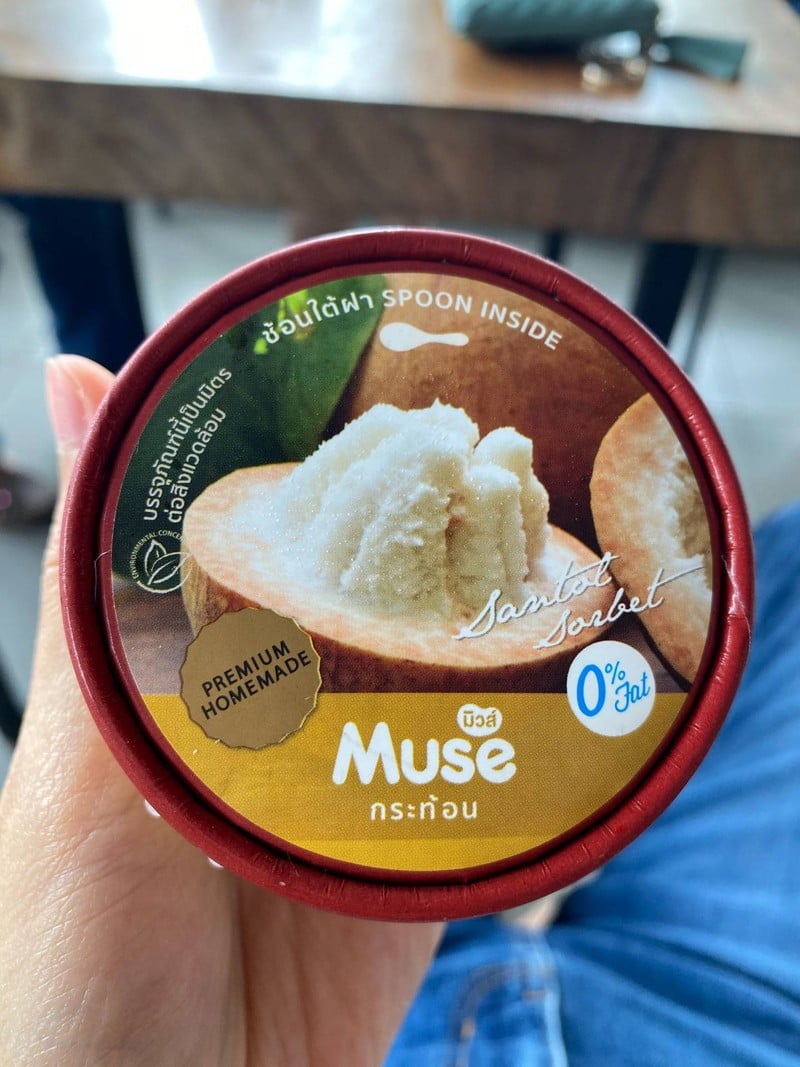 ช้อนใต้ฝา SPOON INSIDE
บรรจุภัณฑ์นี้เป็นมิตร
ต่อสิ่งแวดล้อม
ENVIRONMENTAL
Santol
Sorbet
PREMIUM
HOMEMADE
0% Fat
มิวส์
Muse
กระท้อน